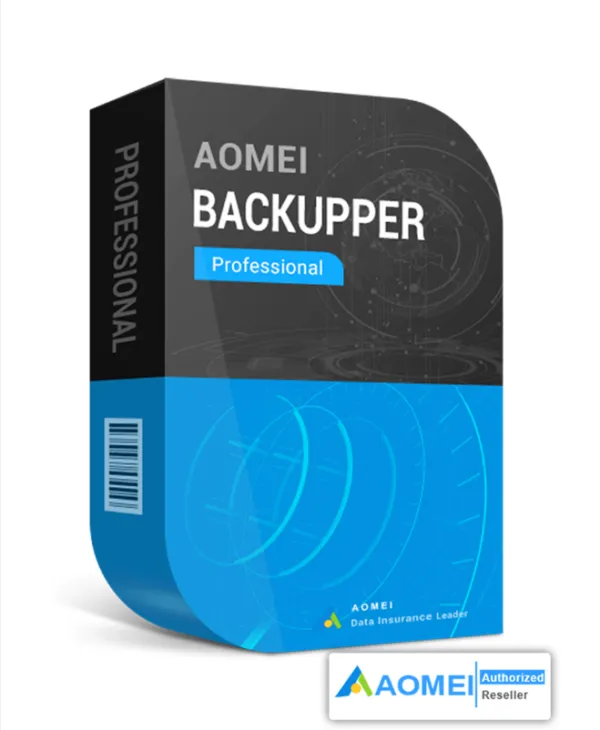 PROFESSIONAL
AOMEI
BACKUPPER
Professional
AOMEI
Data Insurance Leader
AOMEI
Authorized
Reseller